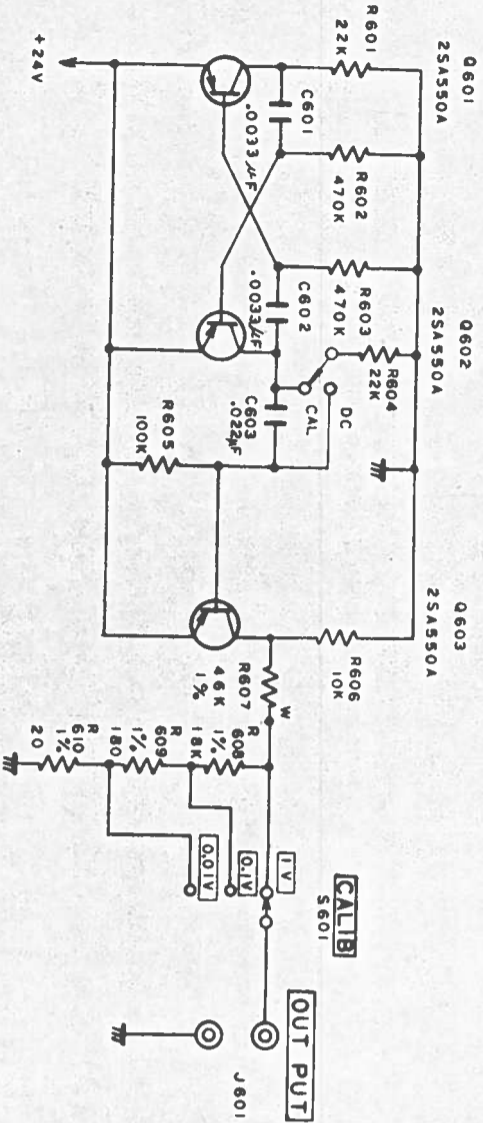 Q601
2SA550A
Q602
2SA550A
Q603
2SA550A
R601
22K
R602
470K
R603
470K
R604
22K
R606
10K
C601
.0033µF
C602
.0033µF
C603
.022µF
DC
CAL
R605
100K
R607
46K
1%
W
R
608
1%
1.8K
R
609
1%
180
R
610
1%
20
+24V
1V
0.1V
0.01V
CALIB
S601
OUT PUT
J601